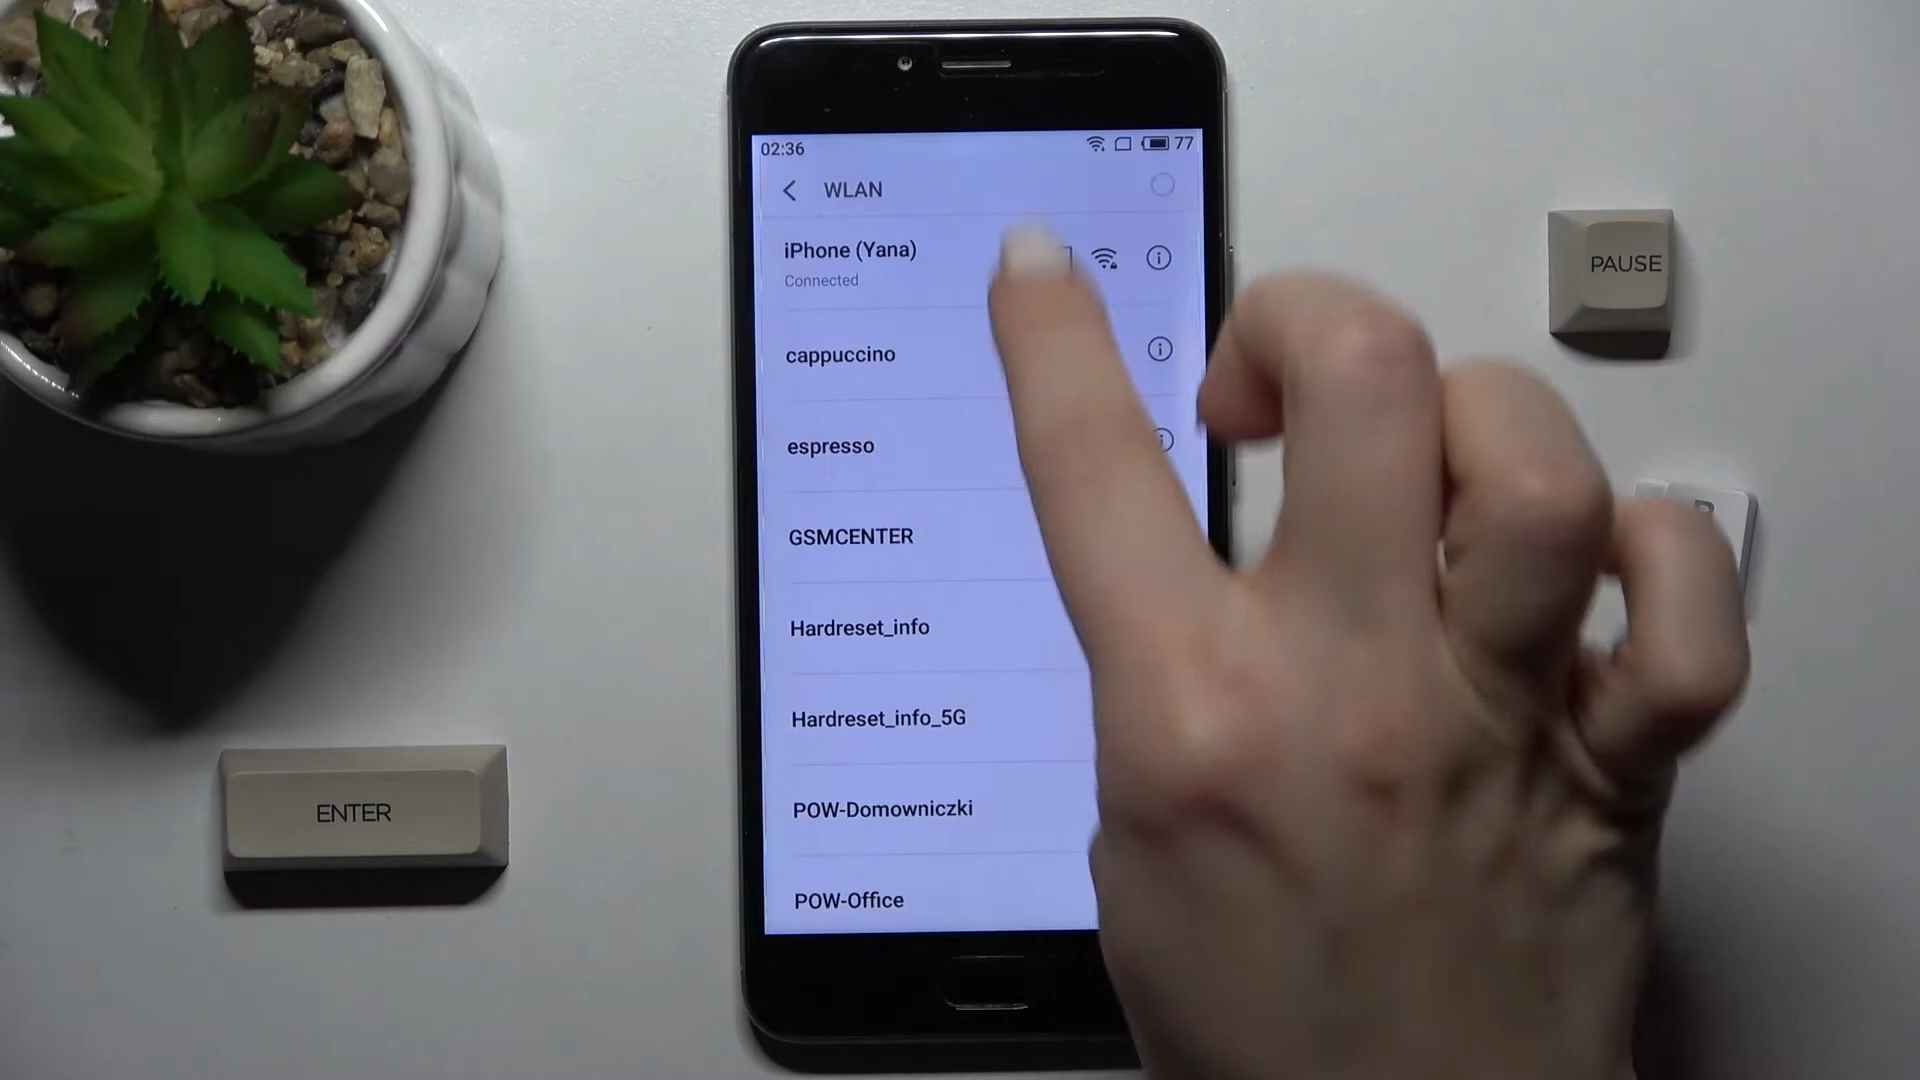 02:36
77
WLAN
iPhone (Yana)
Connected
cappuccino
espresso
GSMCENTER
Hardreset_info
Hardreset_info_5G
POW-Domowniczki
POW-Office
PAUSE
ENTER